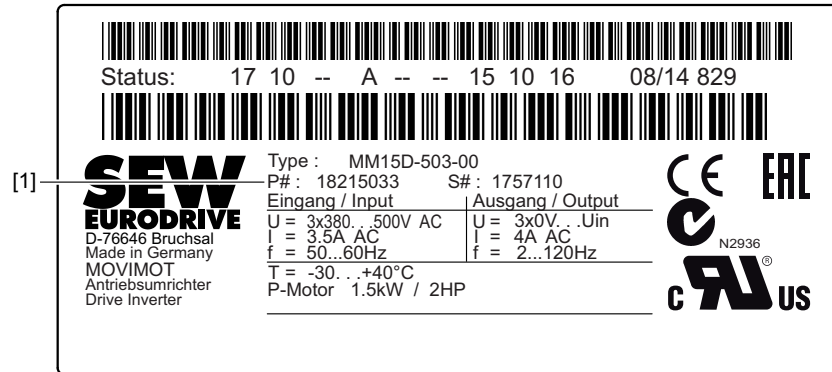 Status: 17 10 -- A -- -- 15 10 16 08/14 829
[1]
SEW
EURODRIVE
D-76646 Bruchsal
Made in Germany
MOVIMOT
Antriebsumrichter
Drive Inverter
Type : MM15D-503-00
P# : 18215033 S# : 1757110
Eingang / Input Ausgang / Output
U = 3x380. . .500V AC U = 3x0V. . .Uin
I = 3.5A AC I = 4A AC
f = 50...60Hz f = 2...120Hz
T = -30. . .+40°C
P-Motor 1.5kW / 2HP
CE EAC
N2936
c RU ® US